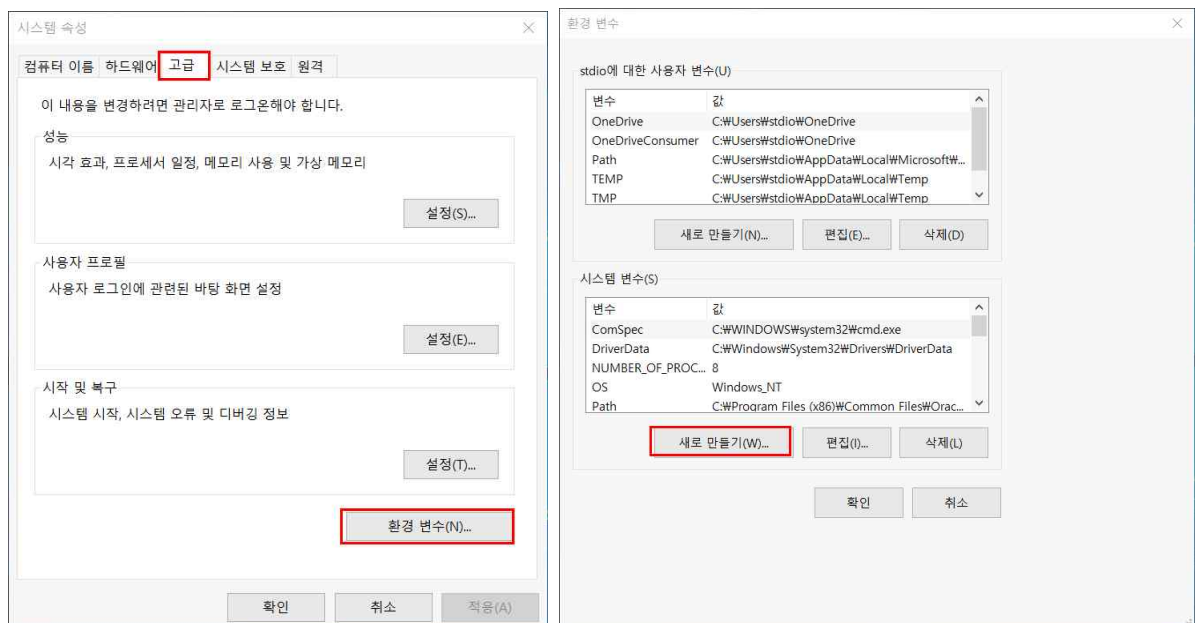 시스템 속성
컴퓨터 이름 하드웨어 고급 시스템 보호 원격
이 내용을 변경하려면 관리자로 로그온해야 합니다.
성능
시각 효과, 프로세서 일정, 메모리 사용 및 가상 메모리
설정(S)...
사용자 프로필
사용자 로그인에 관련된 바탕 화면 설정
설정(E)...
시작 및 복구
시스템 시작, 시스템 오류 및 디버깅 정보
설정(T)...
환경 변수(N)...
확인 취소 적용(A)
환경 변수
stdio에 대한 사용자 변수(U)
변수 값
OneDrive C:₩Users₩stdio₩OneDrive
OneDriveConsumer C:₩Users₩stdio₩OneDrive
Path C:₩Users₩stdio₩AppData₩Local₩Microsoft₩...
TEMP C:₩Users₩stdio₩AppData₩Local₩Temp
TMP C:₩Users₩stdio₩AppData₩Local₩Temp
새로 만들기(N)... 편집(E)... 삭제(D)
시스템 변수(S)
변수 값
ComSpec C:₩WINDOWS₩system32₩cmd.exe
DriverData C:₩Windows₩System32₩Drivers₩DriverData
NUMBER_OF_PROC... 8
OS Windows_NT
Path C:₩Program Files (x86)₩Common Files₩Orac...
새로 만들기(W)... 편집(I)... 삭제(L)
확인 취소